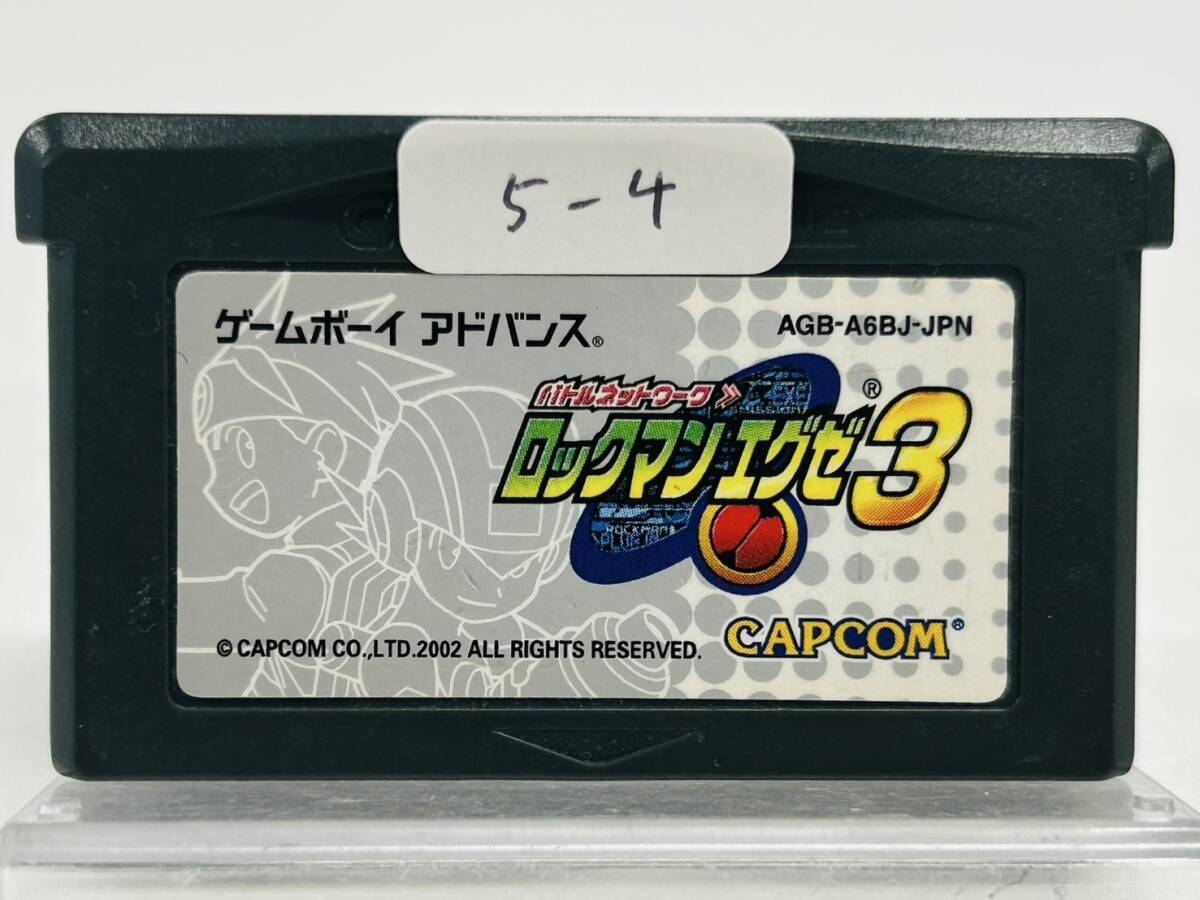 5-4
ゲームボーイ アドバンス®
AGB-A6BJ-JPN
バトルネットワーク
ロックマンエグゼ3®
© CAPCOM CO.,LTD.2002 ALL RIGHTS RESERVED.
CAPCOM®